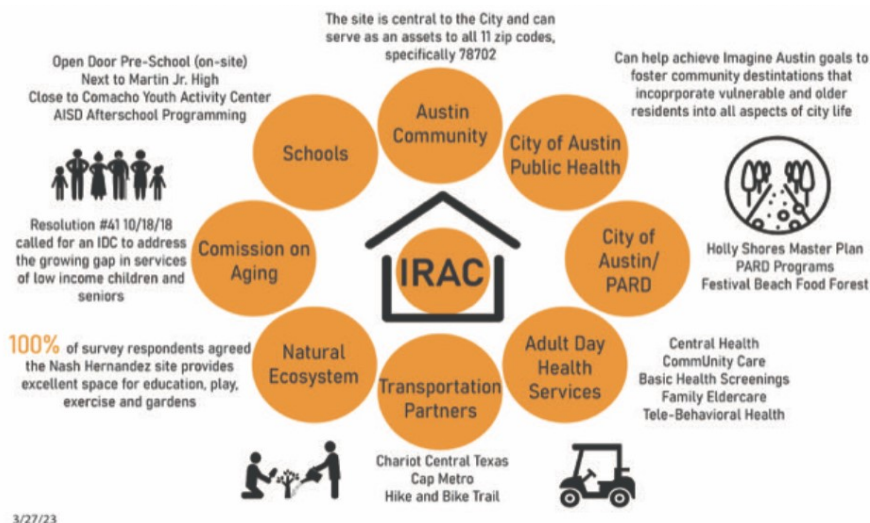 The site is central to the City and can
serve as an assets to all 11 zip codes,
specifically 78702
Open Door Pre-School (on-site)
Next to Martin Jr. High
Close to Comacho Youth Activity Center
AISD Afterschool Programming
Can help achieve Imagine Austin goals to
foster community destintations that
incoprporate vulnerable and older
residents into all aspects of city life
Austin
Community
Schools
City of Austin
Public Health
Resolution #41 10/18/18
called for an IDC to address
the growing gap in services
of low income children and
seniors
Comission on
Aging
IRAC
City of
Austin/
PARD
Holly Shores Master Plan
PARD Programs
Festival Beach Food Forest
100% of survey respondents agreed
the Nash Hernandez site provides
excellent space for education, play,
exercise and gardens
Natural
Ecosystem
Transportation
Partners
Adult Day
Health
Services
Central Health
CommUnity Care
Basic Health Screenings
Family Eldercare
Tele-Behavioral Health
Chariot Central Texas
Cap Metro
Hike and Bike Trail
3/27/23